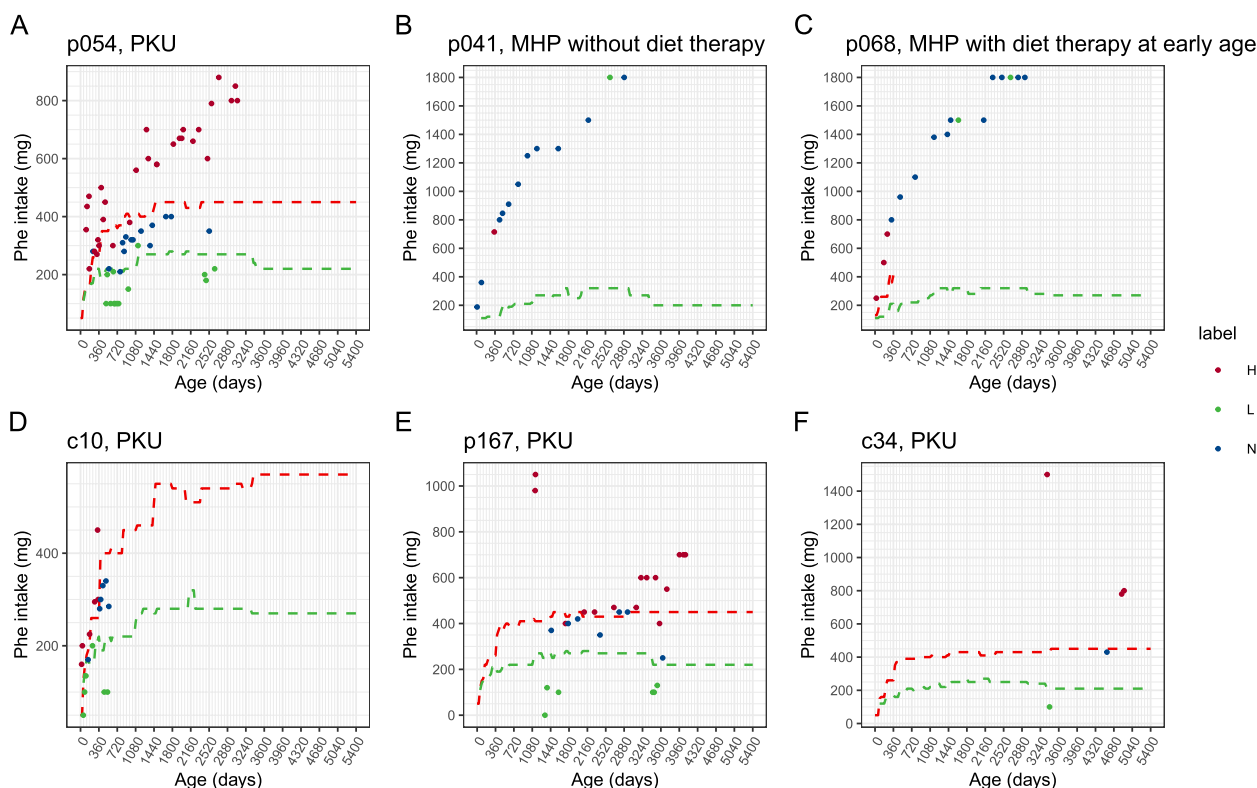 A
p054, PKU
Phe intake (mg)
800
600
400
200
0 360 720 1080 1440 1800 2160 2520 2880 3240 3600 3960 4320 4680 5040 5400
Age (days)
B
p041, MHP without diet therapy
Phe intake (mg)
1800
1600
1400
1200
1000
800
600
400
200
0 360 720 1080 1440 1800 2160 2520 2880 3240 3600 3960 4320 4680 5040 5400
Age (days)
C
p068, MHP with diet therapy at early age
Phe intake (mg)
1800
1600
1400
1200
1000
800
600
400
200
0 360 720 1080 1440 1800 2160 2520 2880 3240 3600 3960 4320 4680 5040 5400
Age (days)
label
H
L
N
D
c10, PKU
Phe intake (mg)
400
200
0 360 720 1080 1440 1800 2160 2520 2880 3240 3600 3960 4320 4680 5040 5400
Age (days)
E
p167, PKU
Phe intake (mg)
1000
800
600
400
200
0
0 360 720 1080 1440 1800 2160 2520 2880 3240 3600 3960 4320 4680 5040 5400
Age (days)
F
c34, PKU
Phe intake (mg)
1400
1200
1000
800
600
400
200
0
0 360 720 1080 1440 1800 2160 2520 2880 3240 3600 3960 4320 4680 5040 5400
Age (days)